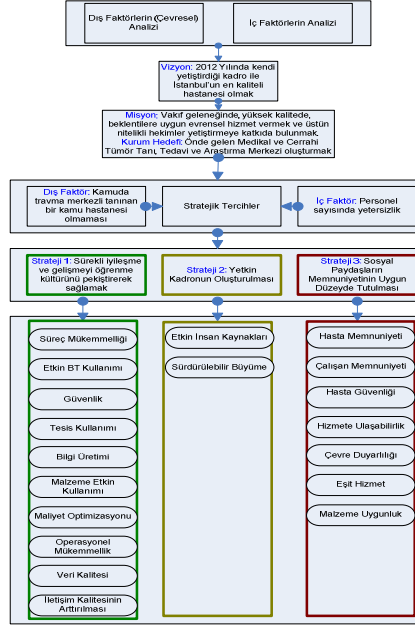 Dış Faktörlerin (Çevresel)
Analizi
İç Faktörlerin Analizi
Vizyon: 2012 Yılında kendi
yetiştirdiği kadro ile
İstanbul'un en kaliteli
hastanesi olmak
Misyon: Vakıf geleneğinde, yüksek kalitede,
beklentilere uygun evrensel hizmet vermek ve üstün
nitelikli hekimler yetiştirmeye katkıda bulunmak.
Kurum Hedefi: Önde gelen Medikal ve Cerrahi
Tümör Tanı, Tedavi ve Arastırma Merkezi oluştumak
Dış Faktör: Kamuda
travma merkezli tanınan
bir kamu hastanesi
olmaması
Stratejik Tercihler
İç Faktör: Personel
sayısında yetersizlik
Strateji 1: Sürekli iyileşme
ve gelişmeyi öğrenme
kültürünü pekiştirerek
sağlamak
Strateji 2: Yetkin
Kadronun Oluşturulması
Strateji 3: Sosyal
Paydaşların
Memnuniyetinin Uygun
Düzeyde Tutulması
Süreç Mükemmeliği
Etkin BT Kullanımı
Güvenlik
Tesis Kullanımı
Bilgi Üretimi
Malzeme Etkin
Kullanımı
Maliyet Optimizasyonu
Operasyonel
Mükemmellik
Veri Kalitesi
İletişim Kalitesinin
Arttırılması
Etkin İnsan Kaynakları
Sürdürülebilir Büyüme
Hasta Memnuniyeti
Çalışan Memnuniyeti
Hasta Güvenliği
Hizmete Ulaşabilirlik
Çevre Duyarlılığı
Eşit Hizmet
Malzeme Uygunluk